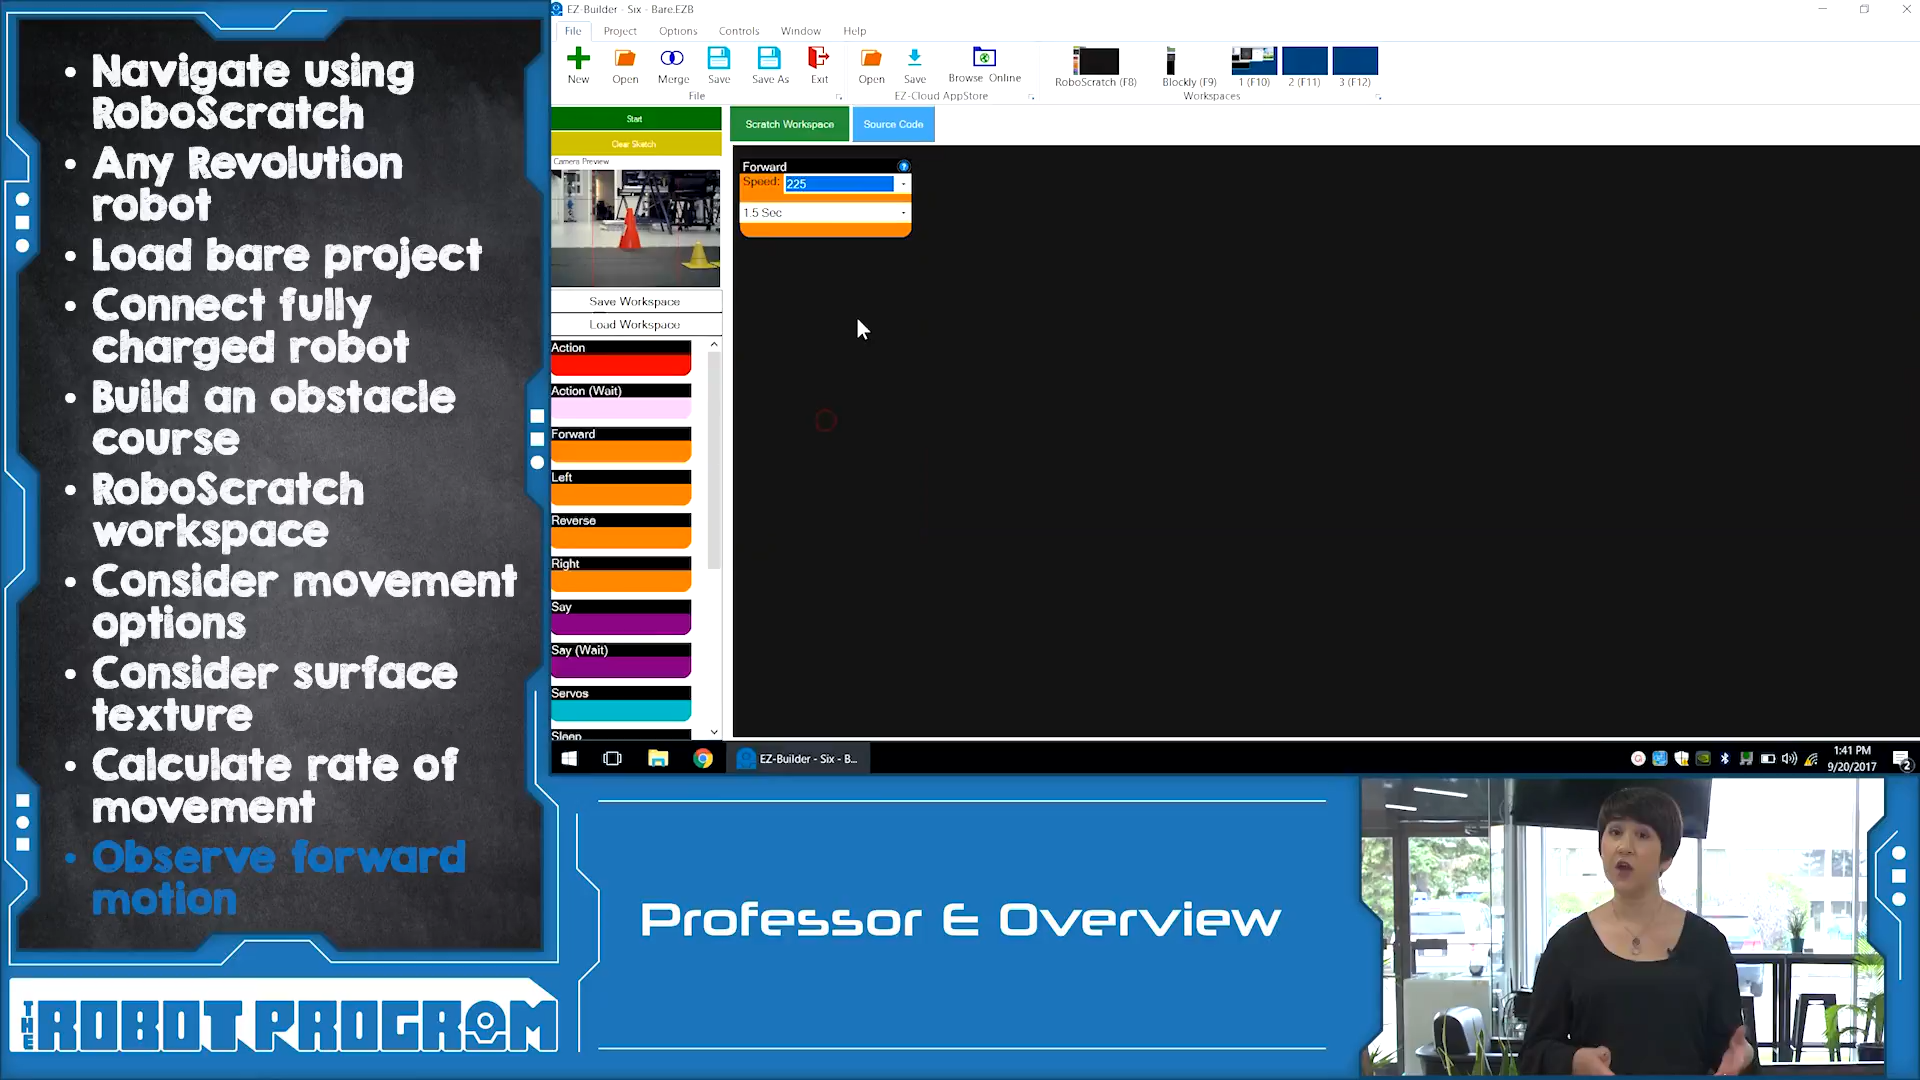 • Navigate using
RoboScratch
• Any Revolution
robot
• Load bare project
• Connect fully
charged robot
• Build an obstacle
course
• RoboScratch
workspace
• Consider movement
options
• Consider surface
texture
• Calculate rate of
movement
• Observe forward
motion
THE ROBOT PROGRAM
EZ-Builder - Six - Bare.EZB
File Project Options Controls Window Help
New Open Merge Save Save As Exit Open Save Browse Online RoboScratch (F8) Blockly (F9) 1 (F10) 2 (F11) 3 (F12)
File EZ-Cloud AppStore Workspaces
Start
Clear Sketch
Camera Preview
Save Workspace
Load Workspace
Action
Action (Wait)
Forward
Left
Reverse
Right
Say
Say (Wait)
Servos
Sleep
Scratch Workspace Source Code
Forward
Speed: 225
1.5 Sec
EZ-Builder - Six - B...
1:41 PM
9/20/2017
2
Professor E Overview